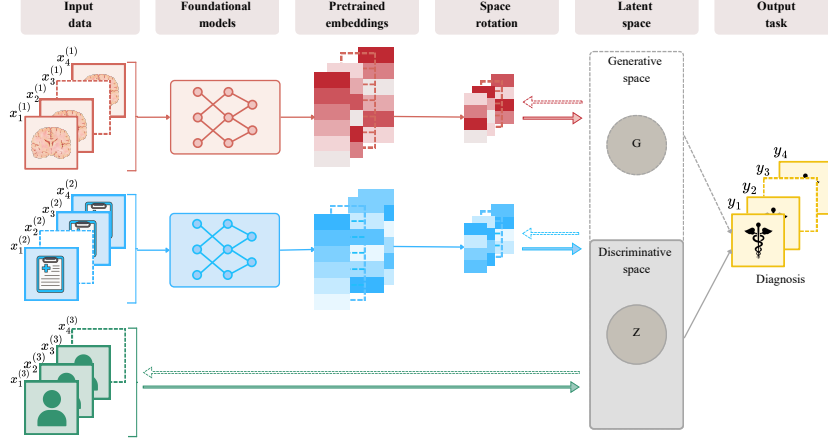 Input
data
Foundational
models
Pretrained
embeddings
Space
rotation
Latent
space
Output
task
x_4^{(1)}
x_3^{(1)}
x_2^{(1)}
x_1^{(1)}
Generative
space
G
x_4^{(2)}
x_3^{(2)}
x_2^{(2)}
x_1^{(2)}
y_4
y_3
y_2
y_1
Discriminative
space
Z
Diagnosis
x_4^{(3)}
x_3^{(3)}
x_2^{(3)}
x_1^{(3)}